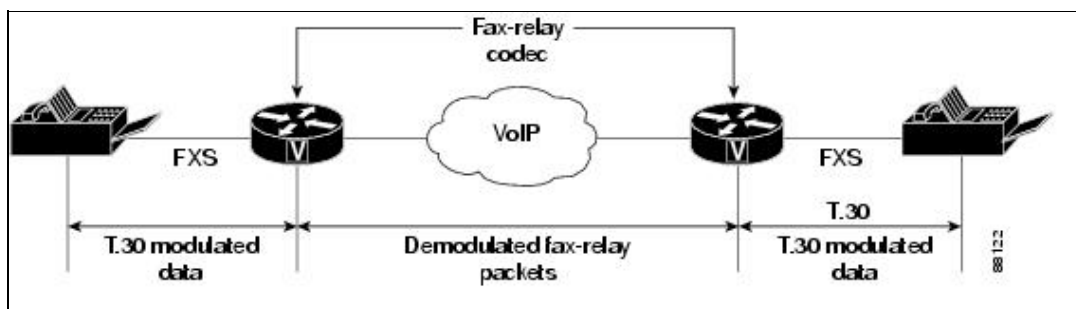 Fax-relay
codec
VoIP
FXS
V
V
FXS
T.30
T.30 modulated
data
Demodulated fax-relay
packets
T.30 modulated
data
88122